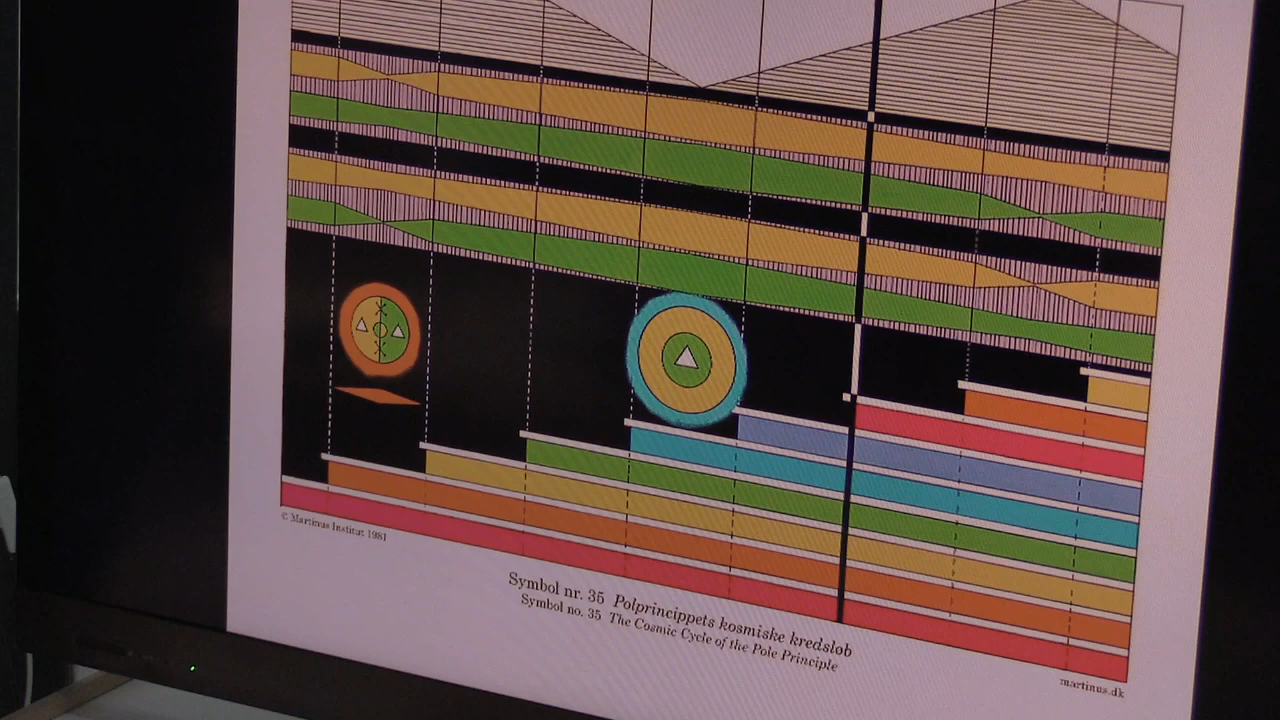 © Martinus Institut 1981
Symbol nr. 35 Polprincippets kosmiske kredsløb
Symbol no. 35 The Cosmic Cycle of the Pole Principle
martinus.dk